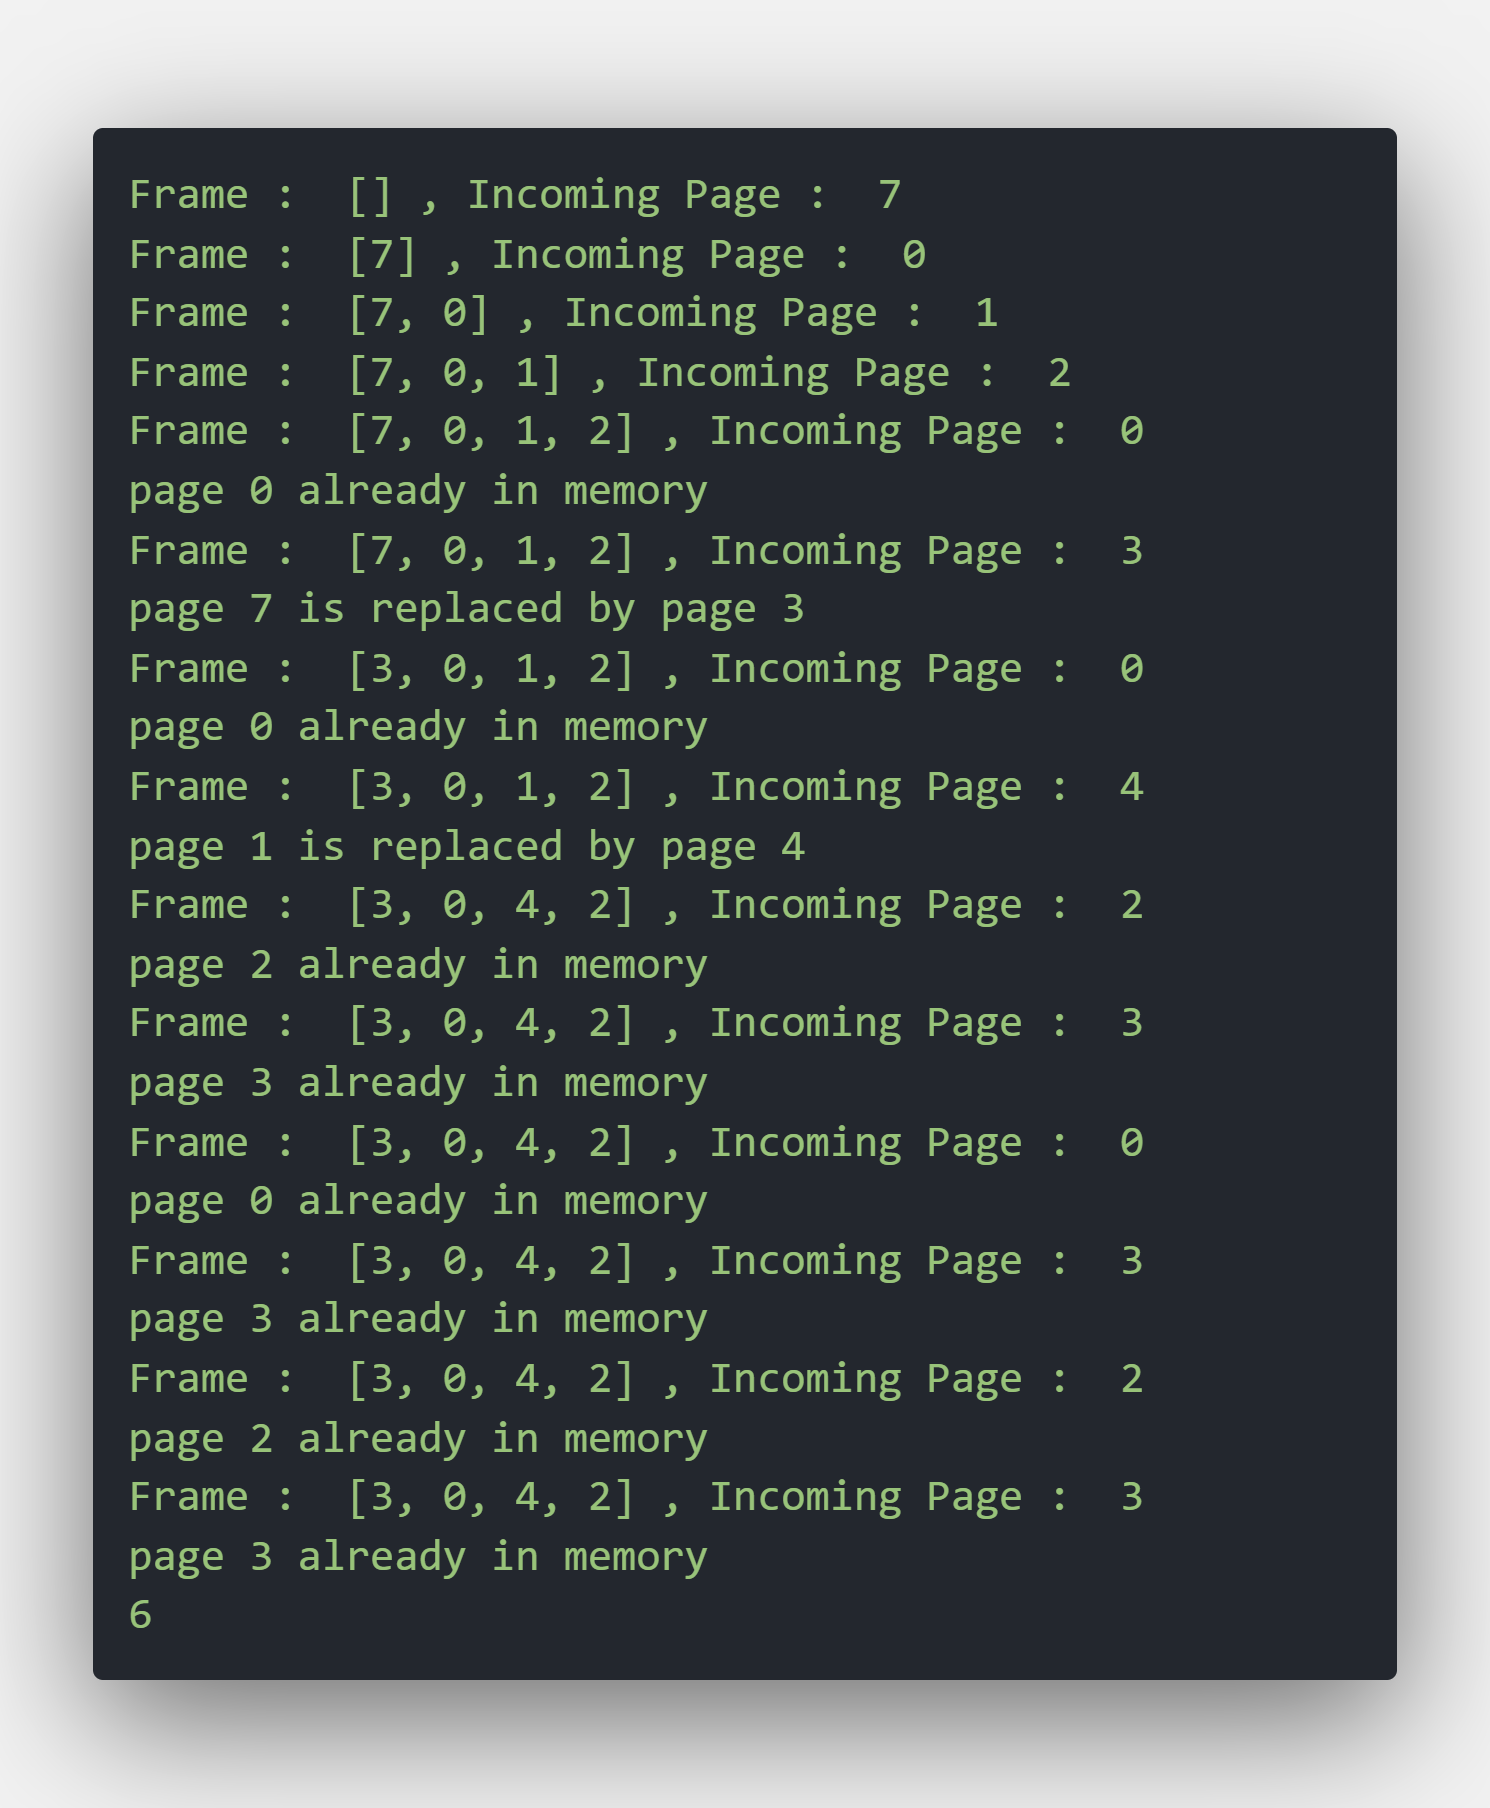 Frame :  [] , Incoming Page :  7
Frame :  [7] , Incoming Page :  0
Frame :  [7, 0] , Incoming Page :  1
Frame :  [7, 0, 1] , Incoming Page :  2
Frame :  [7, 0, 1, 2] , Incoming Page :  0
page 0 already in memory
Frame :  [7, 0, 1, 2] , Incoming Page :  3
page 7 is replaced by page 3
Frame :  [3, 0, 1, 2] , Incoming Page :  0
page 0 already in memory
Frame :  [3, 0, 1, 2] , Incoming Page :  4
page 1 is replaced by page 4
Frame :  [3, 0, 4, 2] , Incoming Page :  2
page 2 already in memory
Frame :  [3, 0, 4, 2] , Incoming Page :  3
page 3 already in memory
Frame :  [3, 0, 4, 2] , Incoming Page :  0
page 0 already in memory
Frame :  [3, 0, 4, 2] , Incoming Page :  3
page 3 already in memory
Frame :  [3, 0, 4, 2] , Incoming Page :  2
page 2 already in memory
Frame :  [3, 0, 4, 2] , Incoming Page :  3
page 3 already in memory
6